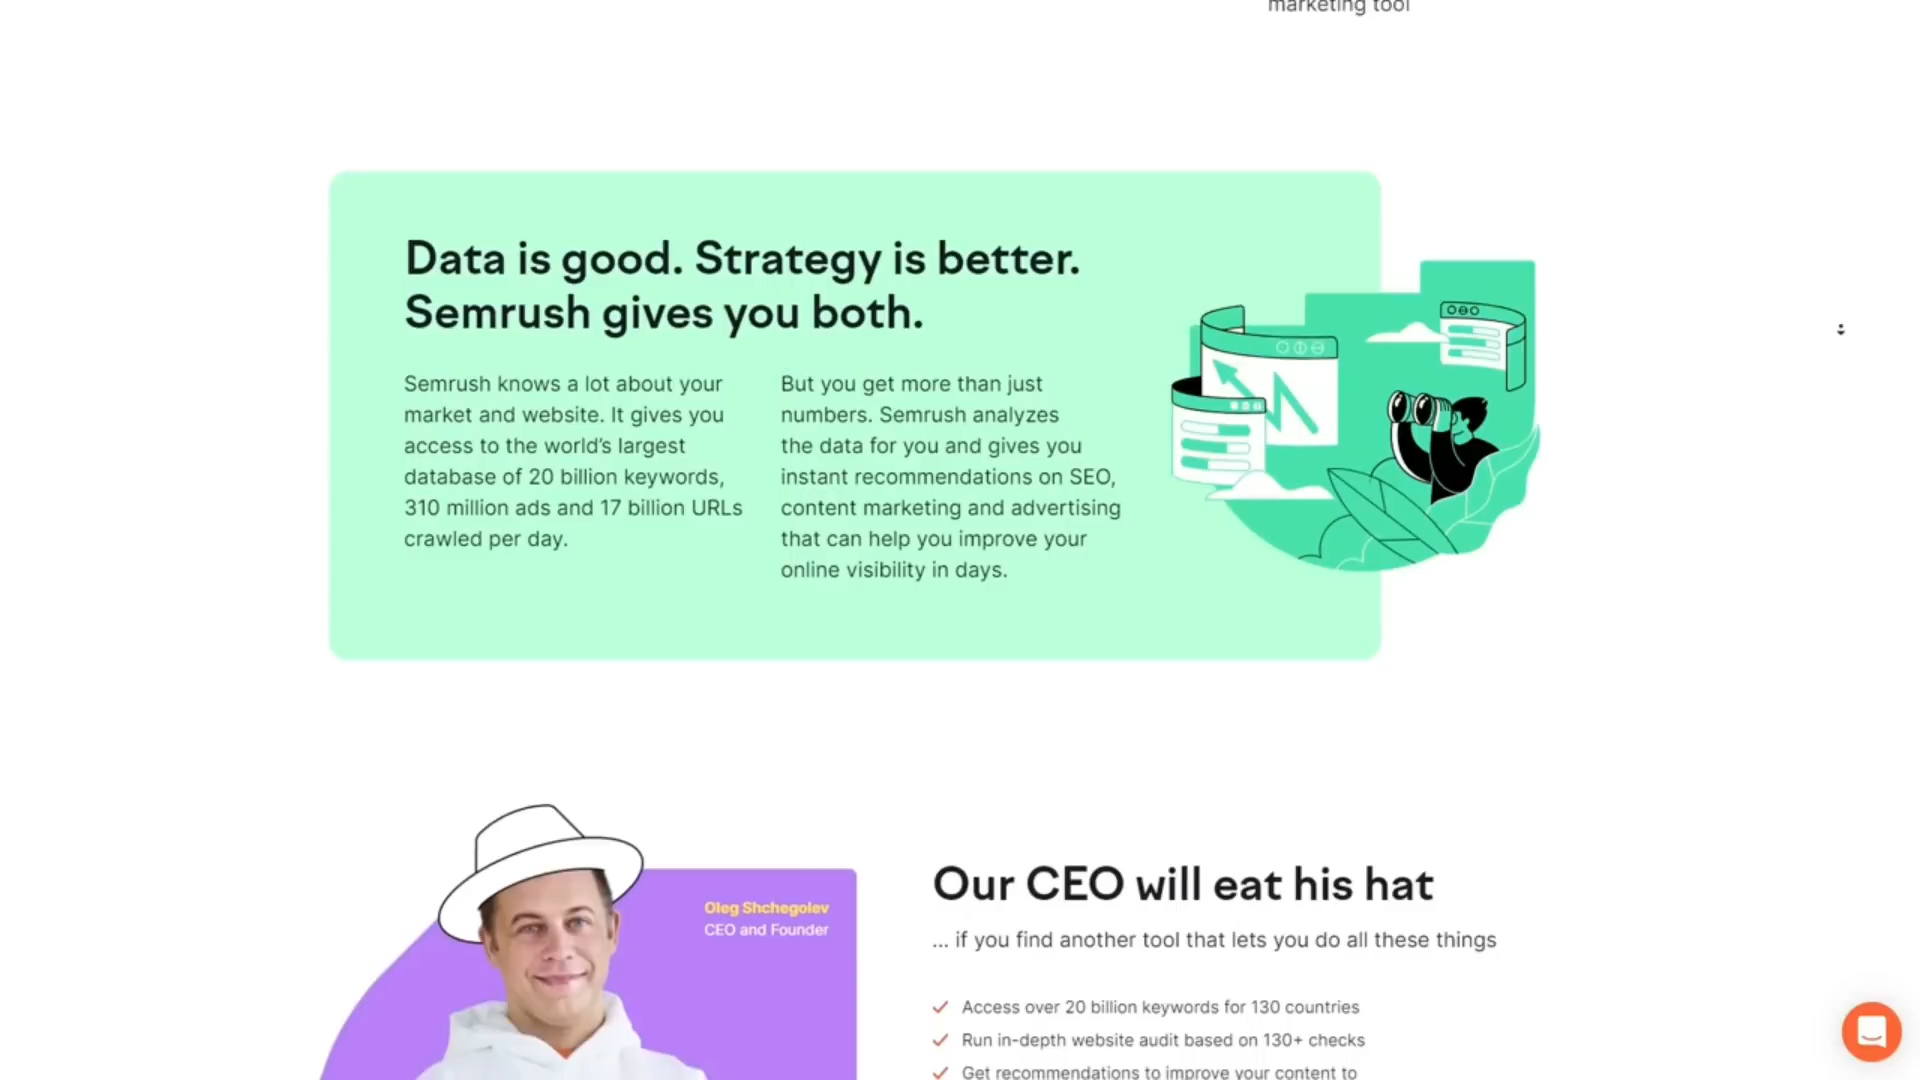 marketing tool
Data is good. Strategy is better.
Semrush gives you both.
Semrush knows a lot about your
market and website. It gives you
access to the world's largest
database of 20 billion keywords,
310 million ads and 17 billion URLs
crawled per day.
But you get more than just
numbers. Semrush analyzes
the data for you and gives you
instant recommendations on SEO,
content marketing and advertising
that can help you improve your
online visibility in days.
Oleg Shchegolev
CEO and Founder
Our CEO will eat his hat
... if you find another tool that lets you do all these things
Access over 20 billion keywords for 130 countries
Run in-depth website audit based on 130+ checks
Get recommendations to improve your content to